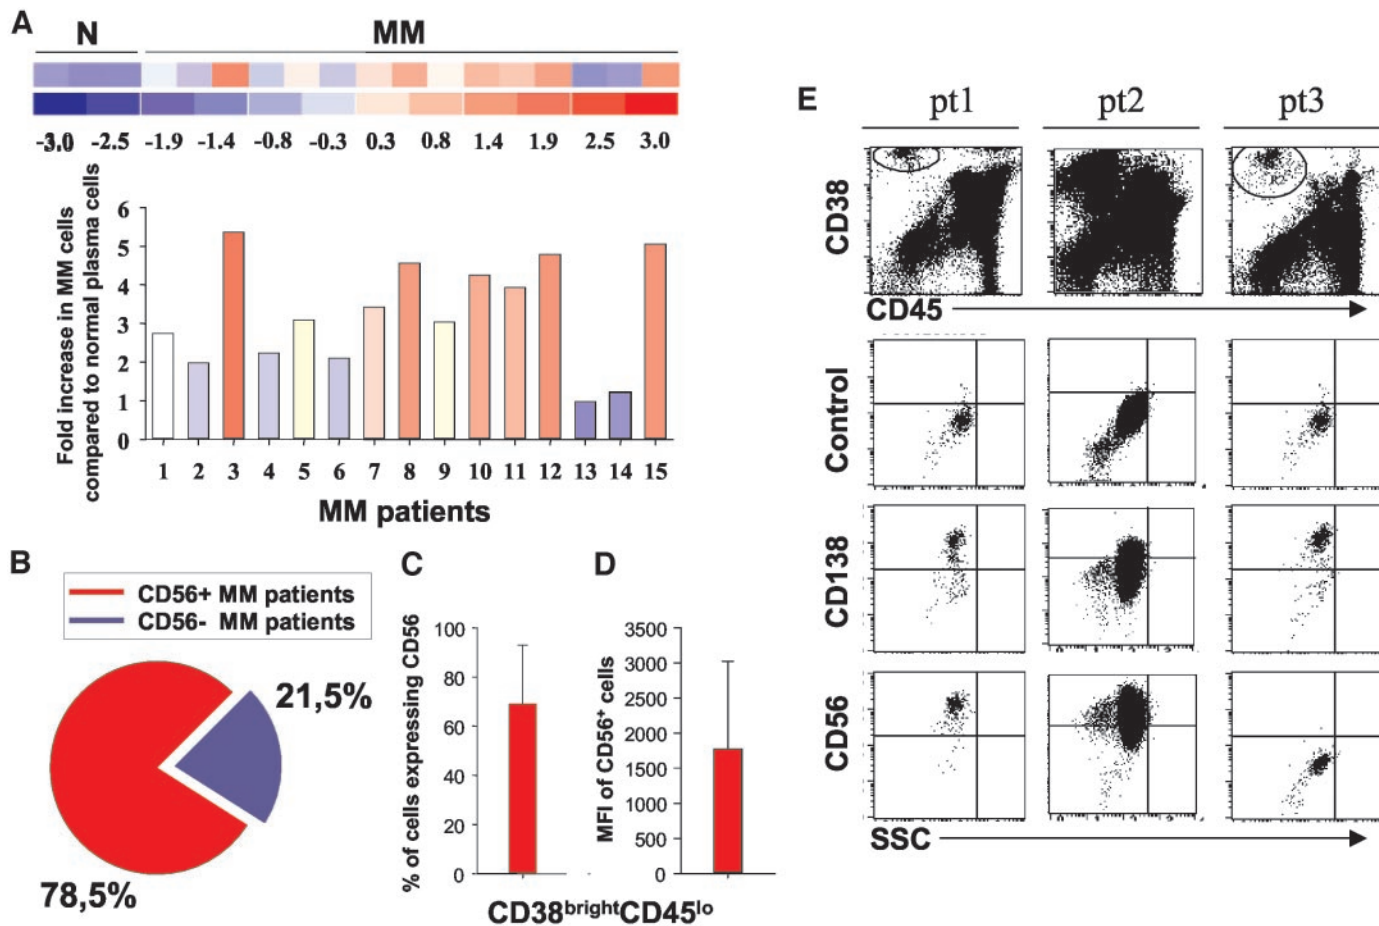 A
N MM
-3.0 -2.5 -1.9 -1.4 -0.8 -0.3 0.3 0.8 1.4 1.9 2.5 3.0
Fold increase in MM cells
compared to normal plasma cells
6
5
4
3
2
1
0
1 2 3 4 5 6 7 8 9 10 11 12 13 14 15
MM patients
B
CD56+ MM patients
CD56- MM patients
21,5%
78,5%
C
% of cells expressing CD56
100
80
60
40
20
0
D
MFI of CD56+ cells
3500
3000
2500
2000
1500
1000
500
0
CD38brightCD45lo
E
pt1 pt2 pt3
CD38
R2
CD45
Control
CD138
CD56
SSC